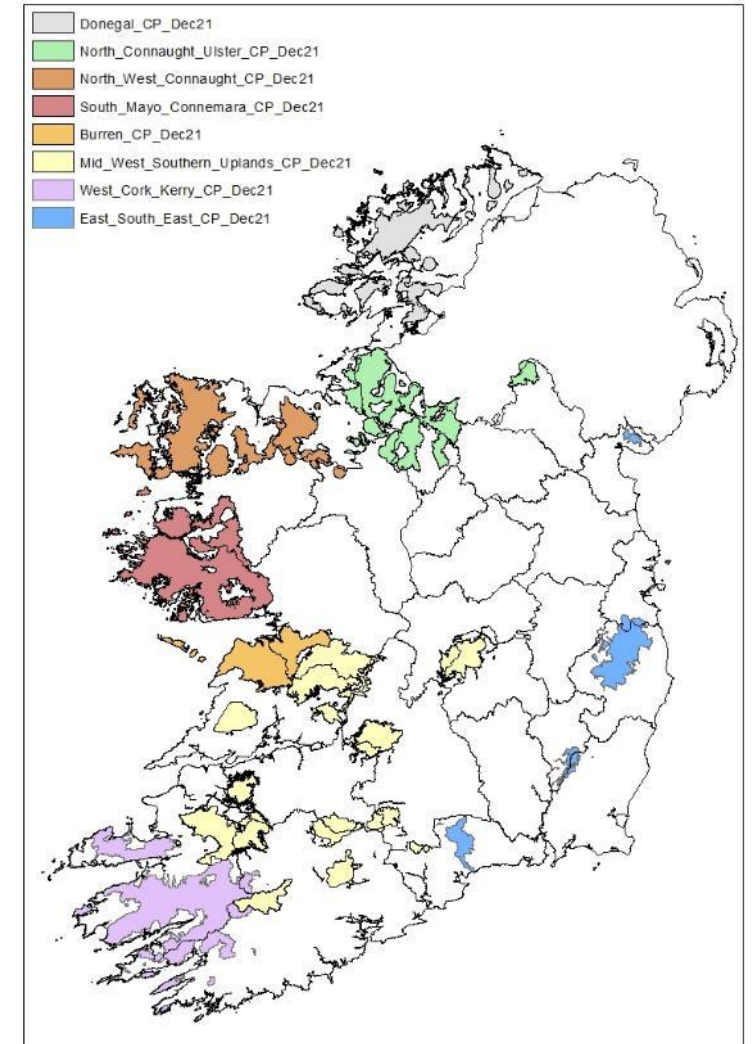 Donegal_CP_Dec21
North_Connaught_Ulster_CP_Dec21
North_West_Connaught_CP_Dec21
South_Mayo_Connemara_CP_Dec21
Burren_CP_Dec21
Mid_West_Southern_Uplands_CP_Dec21
West_Cork_Kerry_CP_Dec21
East_South_East_CP_Dec21